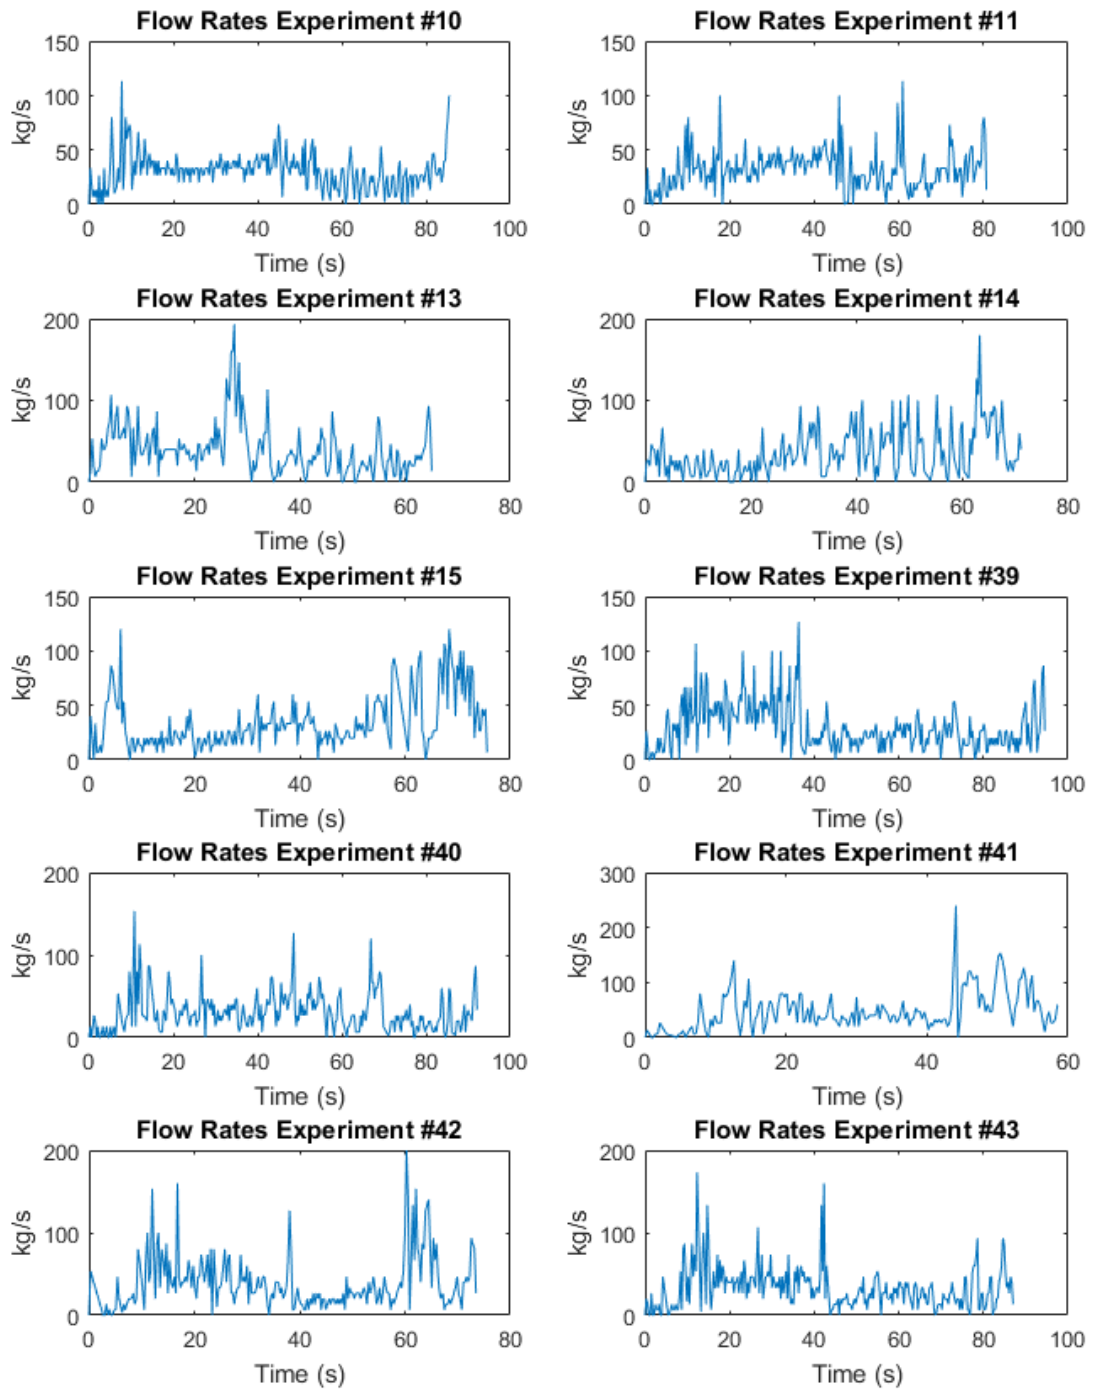 Flow Rates Experiment #10
150
100
50
0
kg/s
0 20 40 60 80 100
Time (s)
Flow Rates Experiment #11
150
100
50
0
kg/s
0 20 40 60 80 100
Time (s)
Flow Rates Experiment #13
200
100
0
kg/s
0 20 40 60 80
Time (s)
Flow Rates Experiment #14
200
100
0
kg/s
0 20 40 60 80
Time (s)
Flow Rates Experiment #15
150
100
50
0
kg/s
0 20 40 60 80
Time (s)
Flow Rates Experiment #39
150
100
50
0
kg/s
0 20 40 60 80 100
Time (s)
Flow Rates Experiment #40
200
100
0
kg/s
0 20 40 60 80 100
Time (s)
Flow Rates Experiment #41
300
200
100
0
kg/s
0 20 40 60
Time (s)
Flow Rates Experiment #42
200
100
0
kg/s
0 20 40 60 80
Time (s)
Flow Rates Experiment #43
200
100
0
kg/s
0 20 40 60 80 100
Time (s)